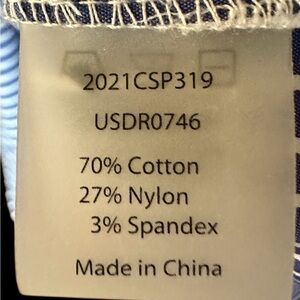 2021CSP319
USDR0746
70% Cotton
27% Nylon
3% Spandex
Made in China